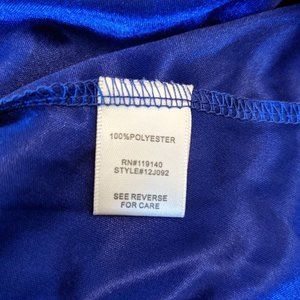 100%POLYESTER
RN#119140
STYLE#12J092
SEE REVERSE
FOR CARE